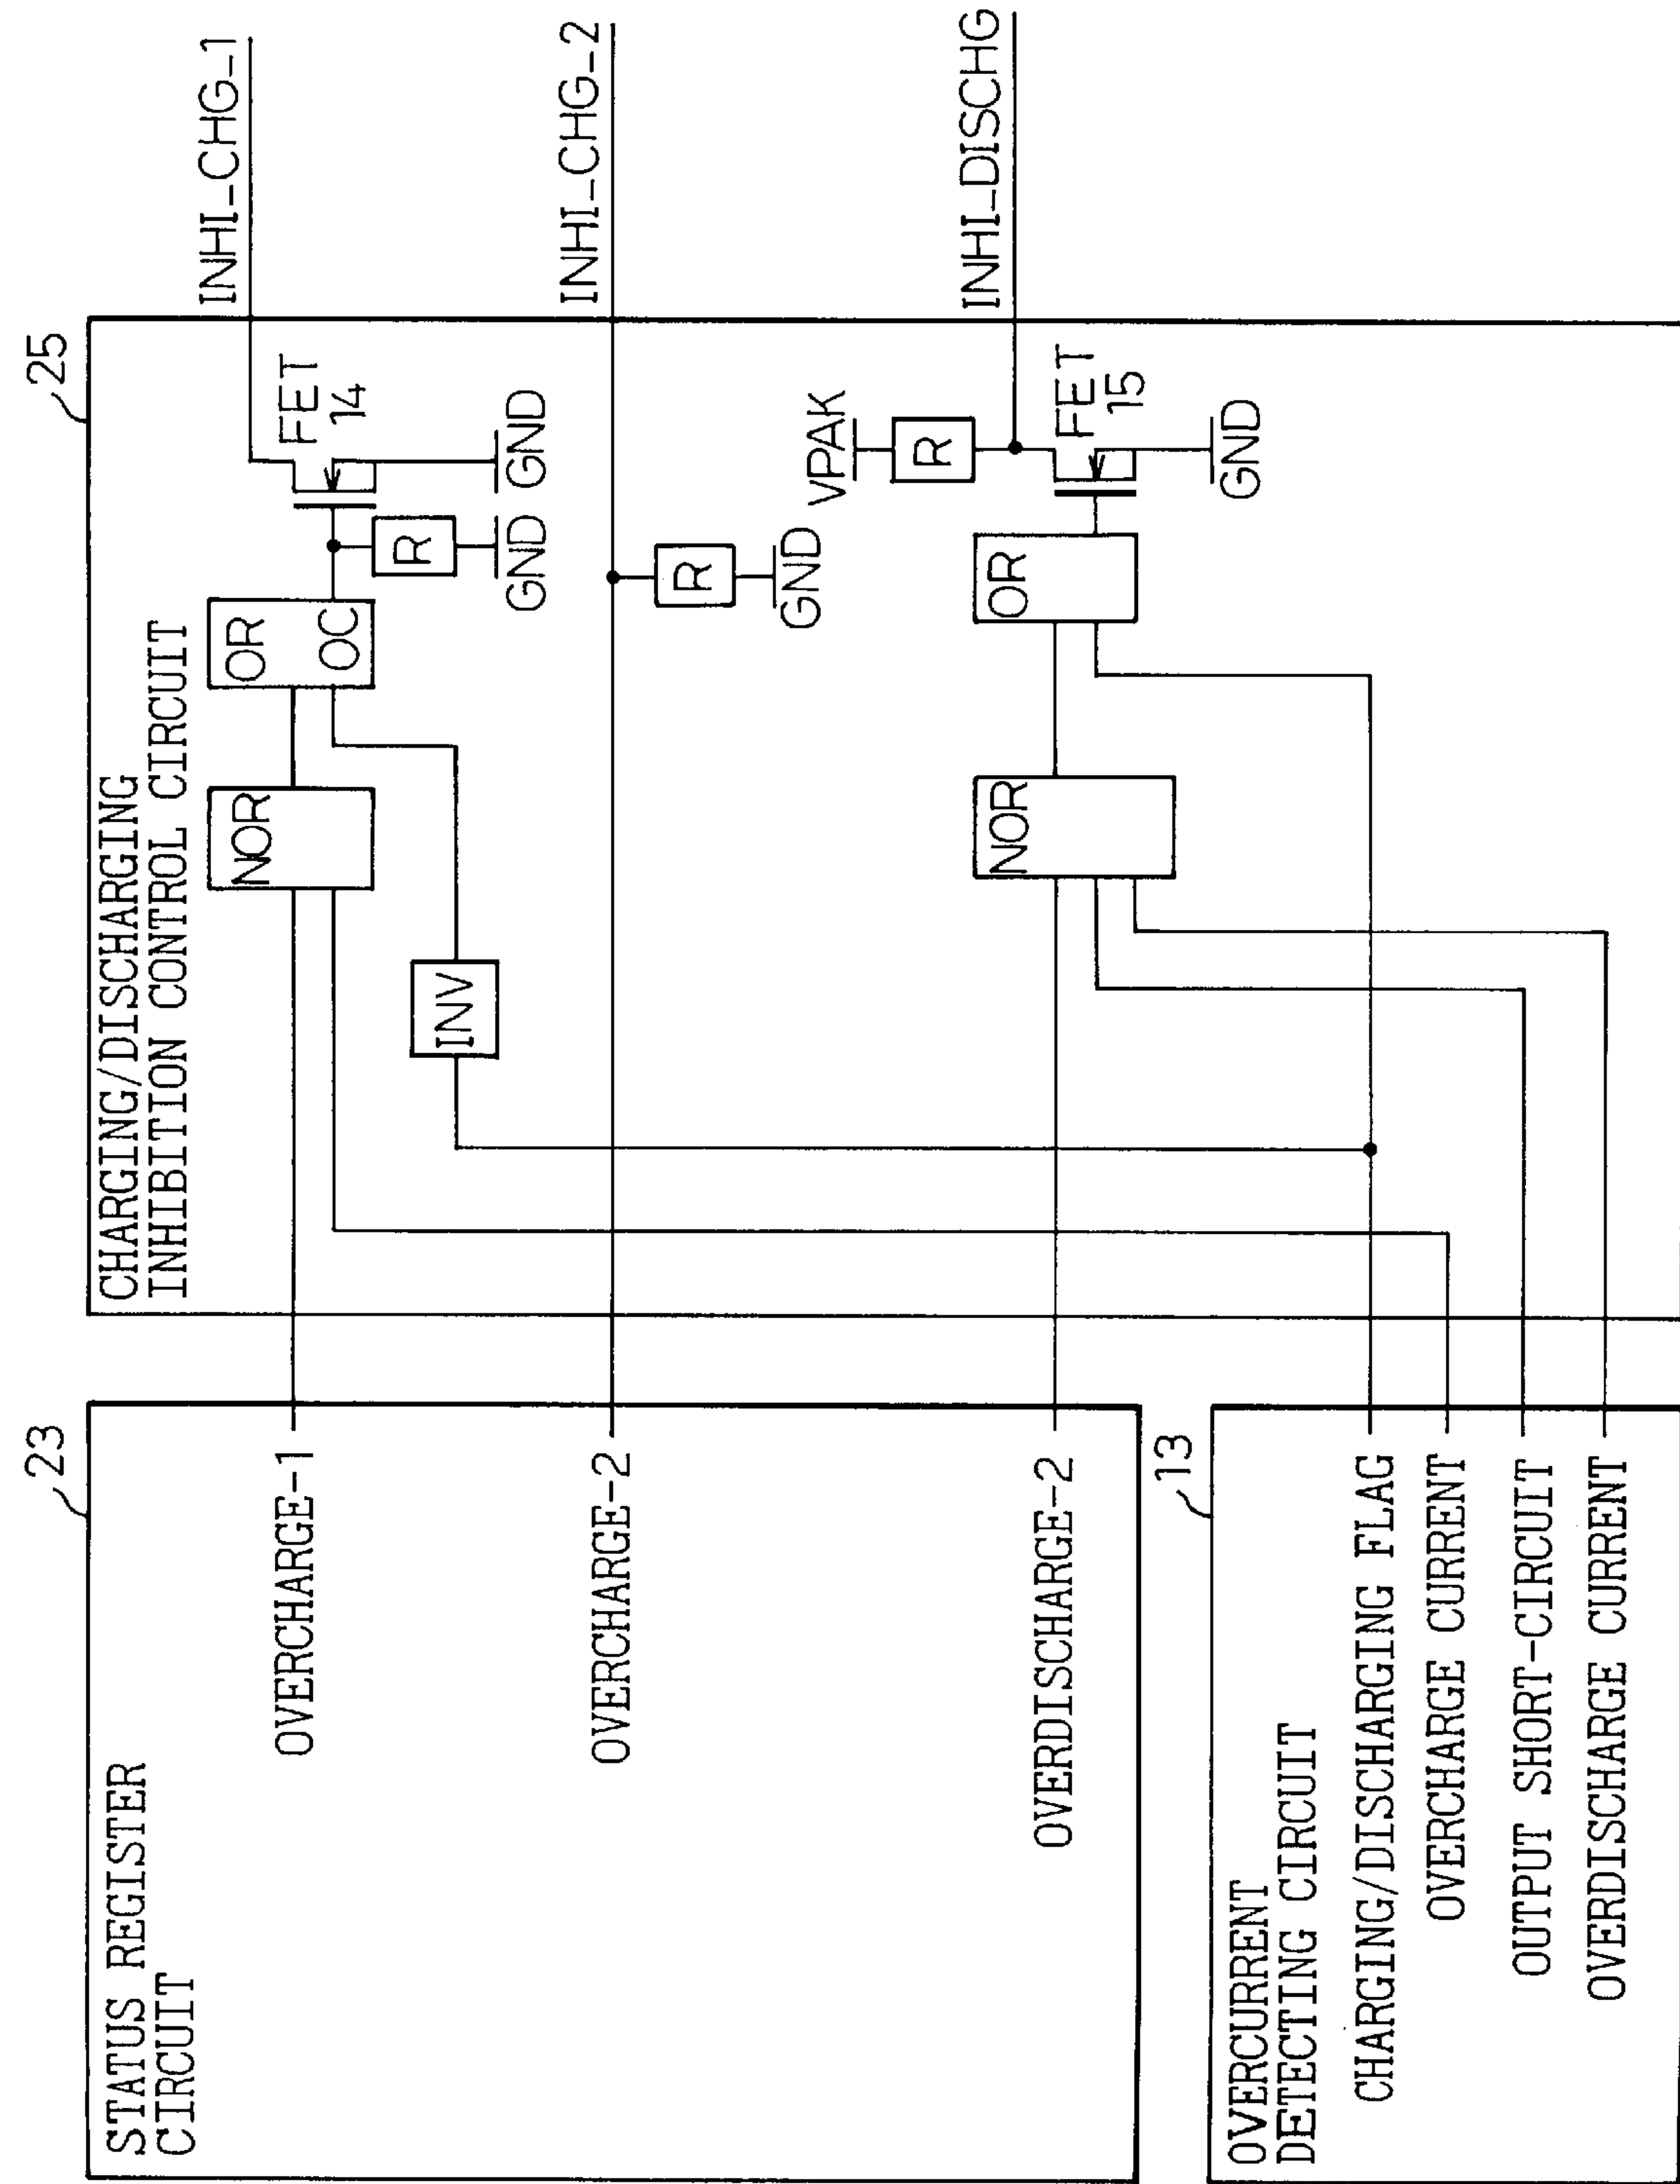 STATUS REGISTER
CIRCUIT
23
OVERCHARGE-1
OVERCHARGE-2
OVERDISCHARGE-2
OVERCURRENT
DETECTING CIRCUIT
13
CHARGING/DISCHARGING FLAG
OVERCHARGE CURRENT
OUTPUT SHORT-CIRCUIT
OVERDISCHARGE CURRENT
CHARGING/DISCHARGING
INHIBITION CONTROL CIRCUIT
25
NOR
OR
OC
INV
R
GND
FET
14
GND
INHI_CHG_1
R
GND
INHI_CHG_2
NOR
OR
VPAK
R
FET
15
GND
INHI_DISCHG